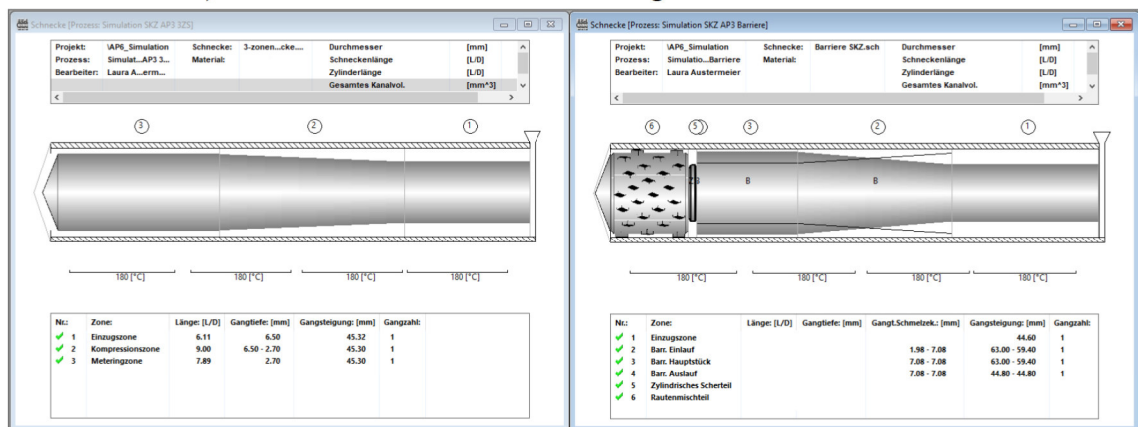 Schnecke [Prozess: Simulation SKZ AP3 3ZS]
Projekt: \AP6_Simulation Schnecke: 3-zonen...cke.... Durchmesser [mm]
Prozess: Simulat...AP3 3... Material: Schneckenlänge [L/D]
Bearbeiter: Laura A...erm... Zylinderlänge [L/D]
Gesamtes Kanalvol. [mm^3]
3 2 1
180 [°C] 180 [°C] 180 [°C] 180 [°C]
Nr.: Zone: Länge: [L/D] Gangtiefe: [mm] Gangsteigung: [mm] Gangzahl:
1 Einzugszone 6.11 6.50 45.32 1
2 Kompressionszone 9.00 6.50 - 2.70 45.30 1
3 Meteringzone 7.89 2.70 45.30 1
Schnecke [Prozess: Simulation SKZ AP3 Barriere]
Projekt: \AP6_Simulation Schnecke: Barriere SKZ.sch Durchmesser [mm]
Prozess: Simulatio...Barriere Material: Schneckenlänge [L/D]
Bearbeiter: Laura Austermeier Zylinderlänge [L/D]
Gesamtes Kanalvol. [mm^3]
6 5 3 2 1
Z B B B
180 [°C] 180 [°C] 180 [°C] 180 [°C]
Nr.: Zone: Länge: [L/D] Gangtiefe: [mm] Gangt.Schmelzek.: [mm] Gangsteigung: [mm] Gangzahl:
1 Einzugszone 44.60 1
2 Barr. Einlauf 1.98 - 7.08 63.00 - 59.40 1
3 Barr. Hauptstück 7.08 - 7.08 63.00 - 59.40 1
4 Barr. Auslauf 7.08 - 7.08 44.80 - 44.80 1
5 Zylindrisches Scherteil
6 Rautenmischteil